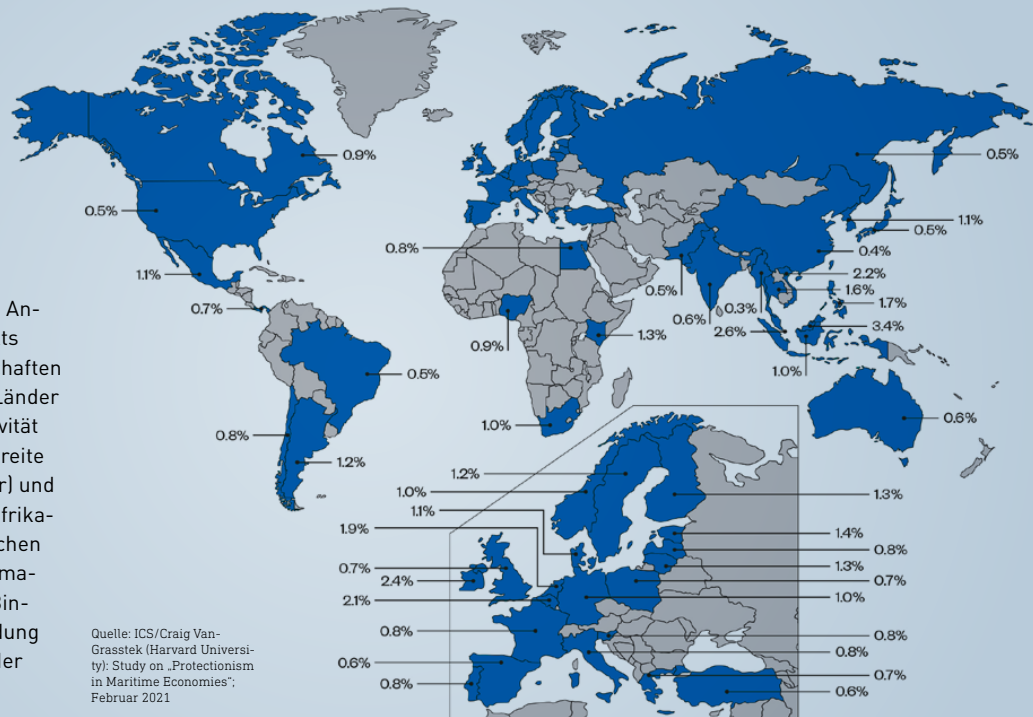 0.9%
0.5%
0.5%
1.1%
0.5%
0.8%
0.4%
1.1%
2.2%
0.5%
1.6%
0.7%
0.3%
1.7%
0.6%
0.9%
1.3%
2.6%
3.4%
1.0%
0.5%
0.6%
1.0%
0.8%
1.2%
An-
ts
haften
Länder
vität
reite
r) und
frika-
chen
ma-
Bin-
dung
der
Quelle: ICS/Craig Van-
Grasstek (Harvard Universi-
ty): Study on „Protectionism
in Maritime Economies“;
Februar 2021
1.2%
1.0%
1.1%
1.9%
0.7%
2.4%
2.1%
0.8%
0.6%
0.8%
1.3%
1.4%
0.8%
1.3%
0.7%
1.0%
0.8%
0.8%
0.7%
0.6%